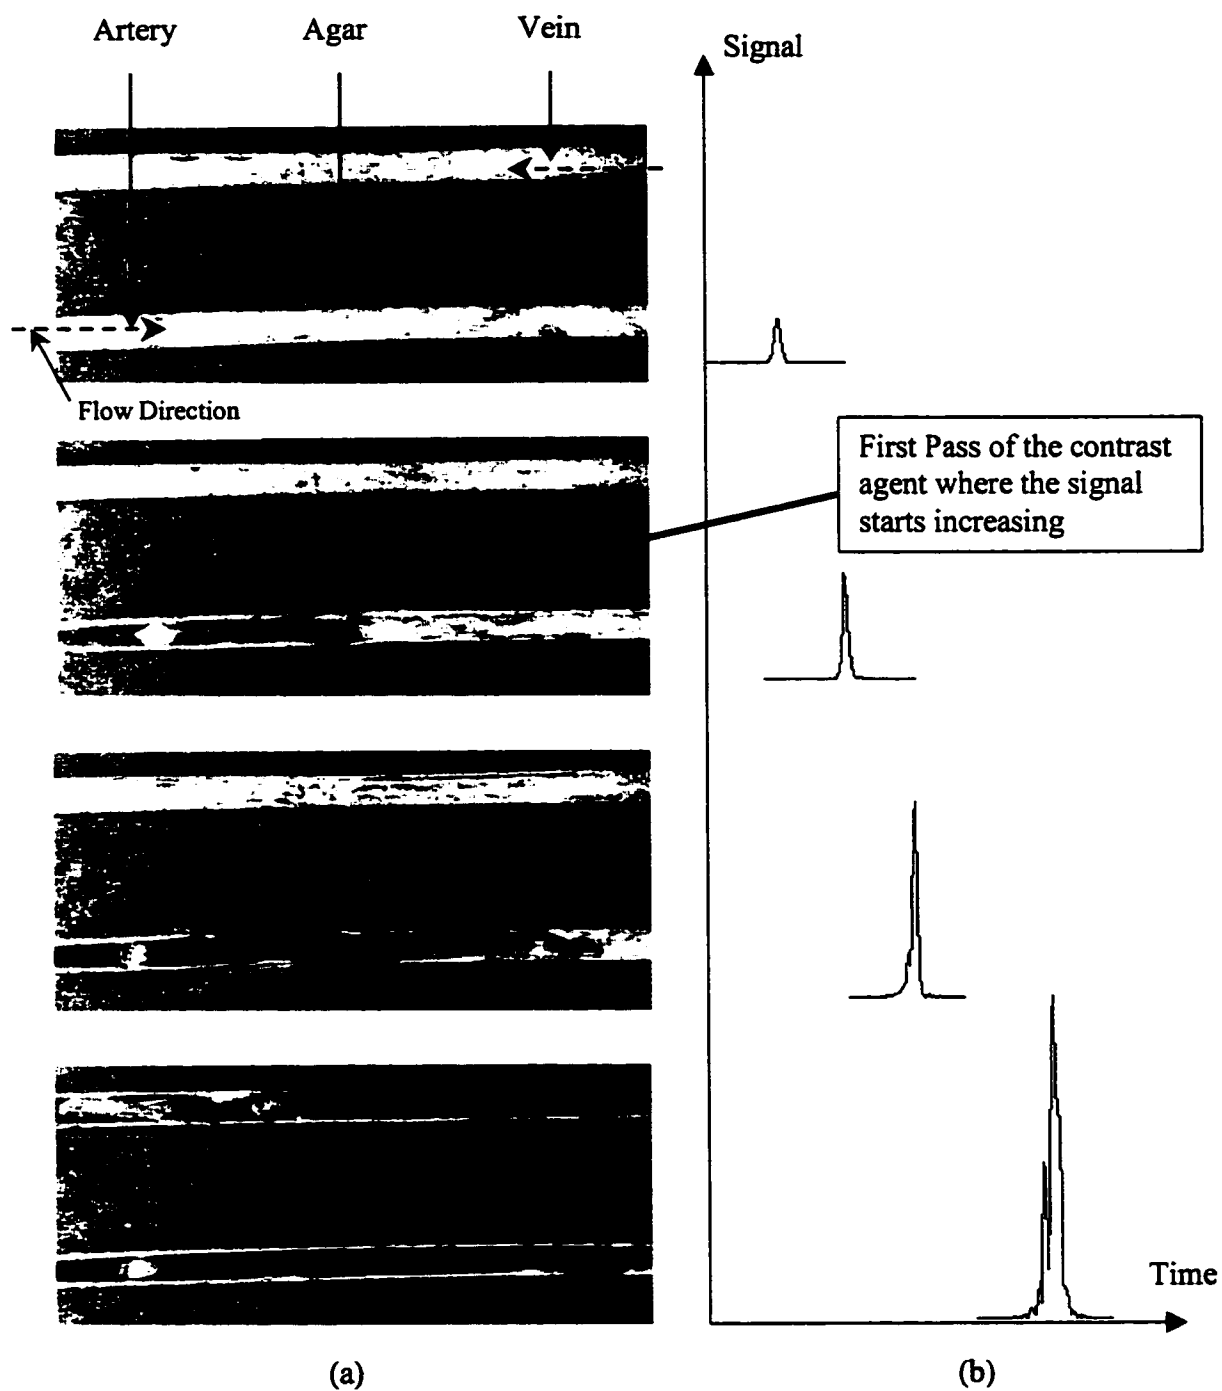 Artery
Agar
Vein
Signal
Flow Direction
First Pass of the contrast
agent where the signal
starts increasing
Time
(a)
(b)